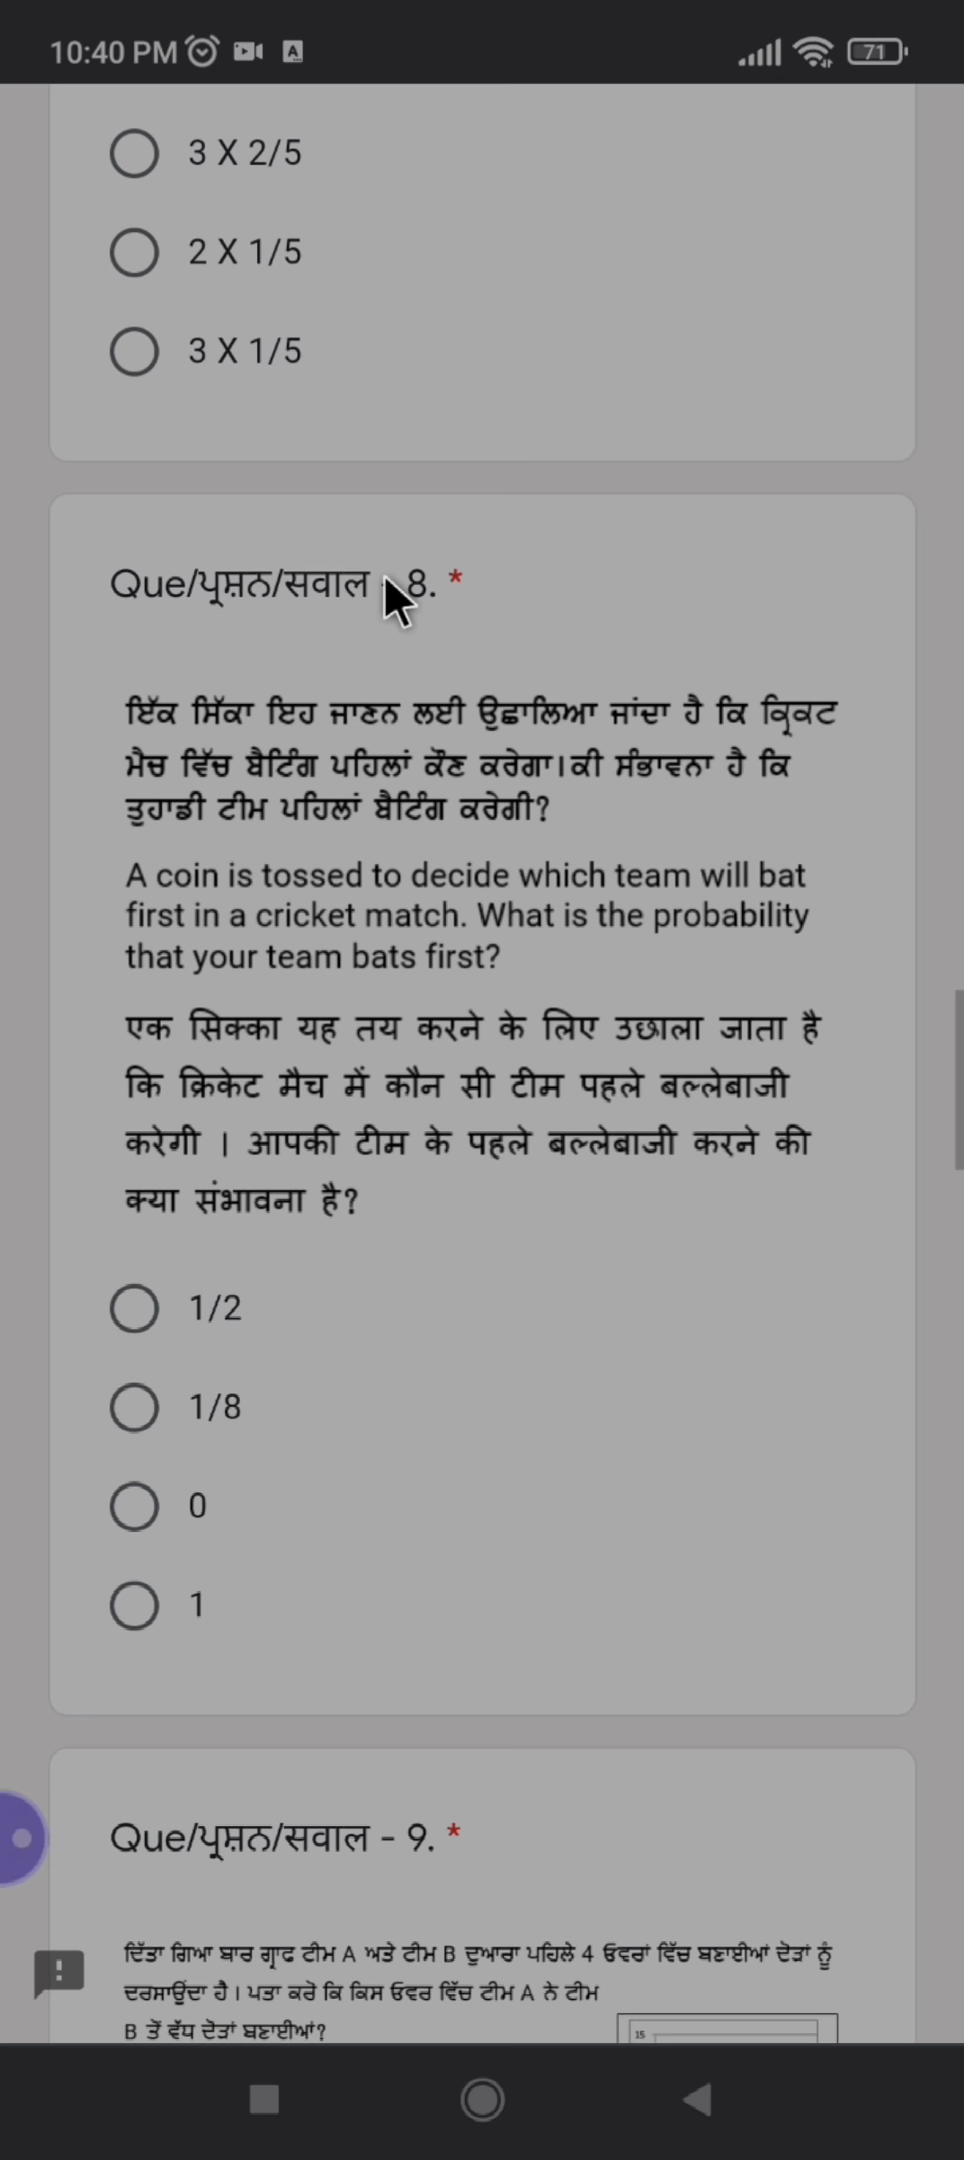 10:40 PM
71
3 X 2/5
2 X 1/5
3 X 1/5
Que/ਪ੍ਰਸ਼ਨ/सवाल - 8. *
ਇੱਕ ਸਿੱਕਾ ਇਹ ਜਾਣਨ ਲਈ ਉਛਾਲਿਆ ਜਾਂਦਾ ਹੈ ਕਿ ਕ੍ਰਿਕਟ
ਮੈਚ ਵਿੱਚ ਬੈਟਿੰਗ ਪਹਿਲਾਂ ਕੌਣ ਕਰੇਗਾ।ਕੀ ਸੰਭਾਵਨਾ ਹੈ ਕਿ
ਤੁਹਾਡੀ ਟੀਮ ਪਹਿਲਾਂ ਬੈਟਿੰਗ ਕਰੇਗੀ?
A coin is tossed to decide which team will bat
first in a cricket match. What is the probability
that your team bats first?
एक सिक्का यह तय करने के लिए उछाला जाता है
कि क्रिकेट मैच में कौन सी टीम पहले बल्लेबाजी
करेगी । आपकी टीम के पहले बल्लेबाजी करने की
क्या संभावना है?
1/2
1/8
0
1
Que/ਪ੍ਰਸ਼ਨ/सवाल - 9. *
ਦਿੱਤਾ ਗਿਆ ਬਾਰ ਗ੍ਰਾਫ ਟੀਮ A ਅਤੇ ਟੀਮ B ਦੁਆਰਾ ਪਹਿਲੇ 4 ਓਵਰਾਂ ਵਿੱਚ ਬਣਾਈਆਂ ਦੋੜਾਂ ਨੂੰ
ਦਰਸਾਉਂਦਾ ਹੈ। ਪਤਾ ਕਰੋ ਕਿ ਕਿਸ ਓਵਰ ਵਿੱਚ ਟੀਮ A ਨੇ ਟੀਮ
B ਤੋਂ ਵੱਧ ਦੋੜਾਂ ਬਣਾਈਆਂ?
15